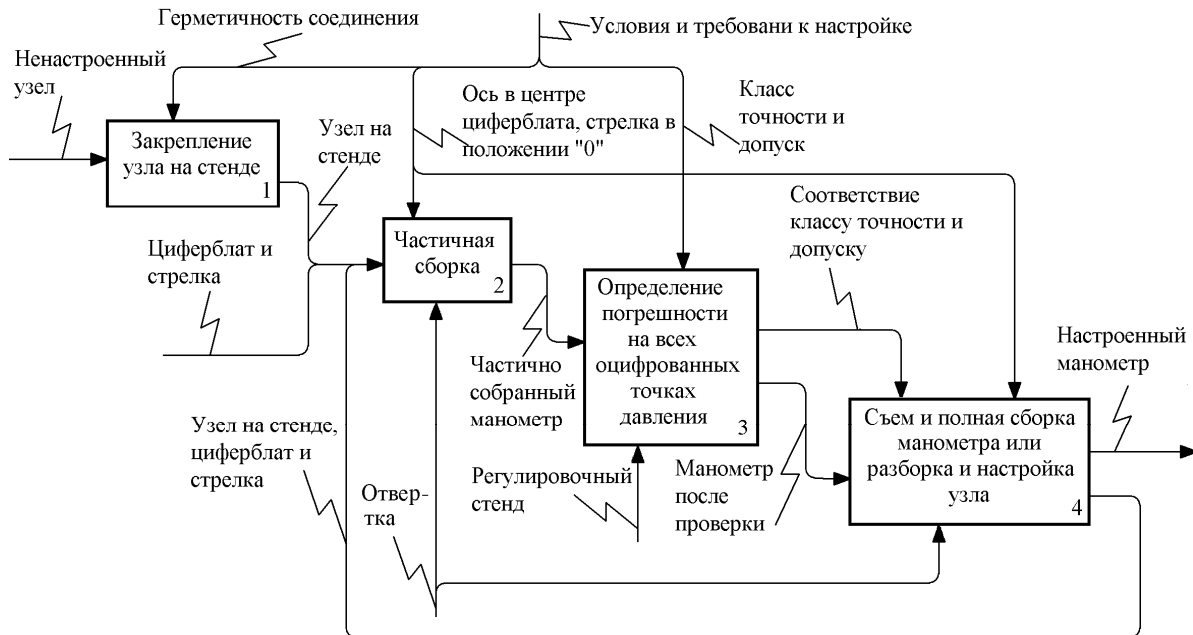 Герметичность соединения
Условия и требовани к настройке
Ненастроенный
узел
Закрепление
узла на стенде
1
Узел на
стенде
Ось в центре
циферблата, стрелка в
положении "0"
Класс
точности и
допуск
Циферблат и
стрелка
Частичная
сборка
2
Соответствие
классу точности и
допуску
Определение
погрешности
на всех
оцифрованных
точках
давления
3
Частично
собранный
манометр
Настроенный
манометр
Съем и полная сборка
манометра или
разборка и настройка
узла
4
Узел на стенде,
циферблат и
стрелка
Отвер-
тка
Регулировочный
стенд
Манометр
после
проверки